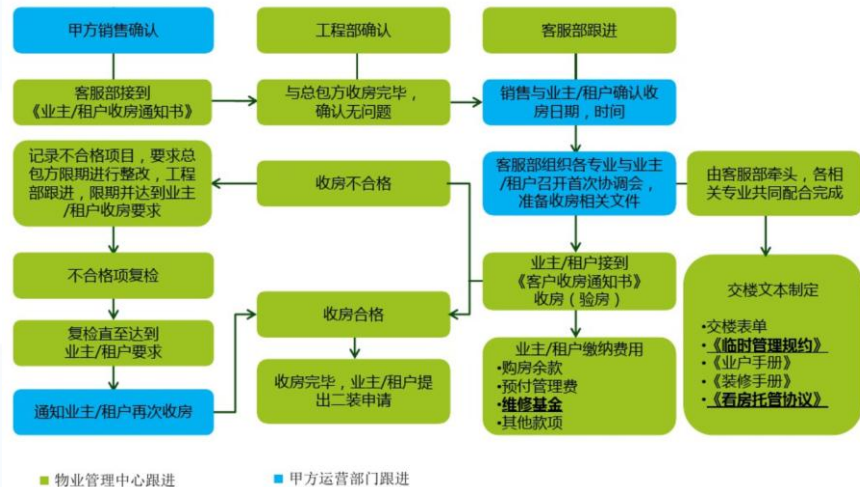 甲方销售确认
工程部确认
客服部跟进
客服部接到
《业主/租户收房通知书》
与总包方收房完毕，
确认无问题
销售与业主/租户确认收
房日期，时间
记录不合格项目，要求总
包方限期进行整改，工程
部跟进，限期并达到业主
/租户收房要求
收房不合格
客服部组织各专业与业主
/租户召开首次协调会，
准备收房相关文件
由客服部牵头，各相
关专业共同配合完成
不合格项复检
收房合格
业主/租户接到
《客户收房通知书》
收房（验房）
交楼文本制定
•交楼表单
•《临时管理规约》
•《业户手册》
•《装修手册》
•《看房托管协议》
复检直至达到
业主/租户要求
收房完毕，业主/租户提
出二装申请
业主/租户缴纳费用
•购房余款
•预付管理费
•维修基金
•其他款项
通知业主/租户再次收房
物业管理中心跟进
甲方运营部门跟进